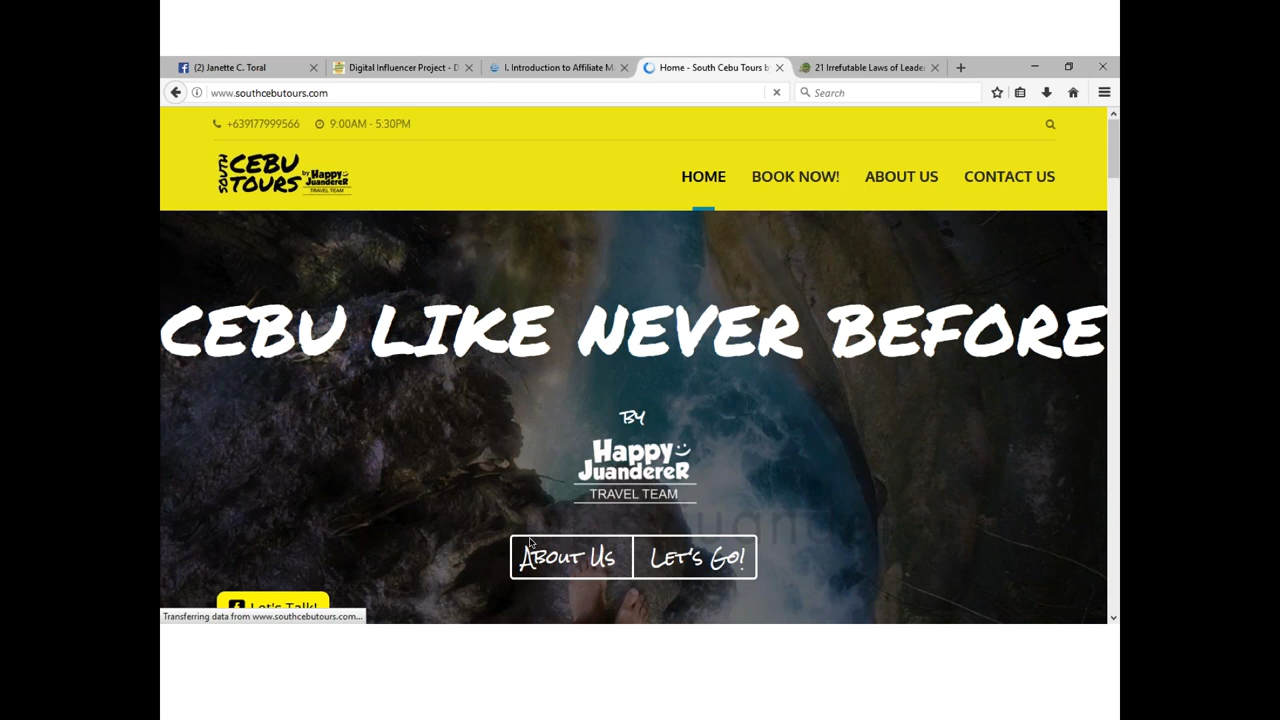 (2) Janette C. Toral
Digital Influencer Project - D
I. Introduction to Affiliate M
Home - South Cebu Tours b
21 Irrefutable Laws of Leade
www.southcebutours.com
Search
+639177999566
9:00AM - 5:30PM
SOUTH CEBU TOURS by Happy JuandereR TRAVEL TEAM
HOME
BOOK NOW!
ABOUT US
CONTACT US
CEBU LIKE NEVER BEFORE
BY
Happy
JuandereR
TRAVEL TEAM
About Us
Let's Go!
Let's Talk!
Transferring data from www.southcebutours.com...